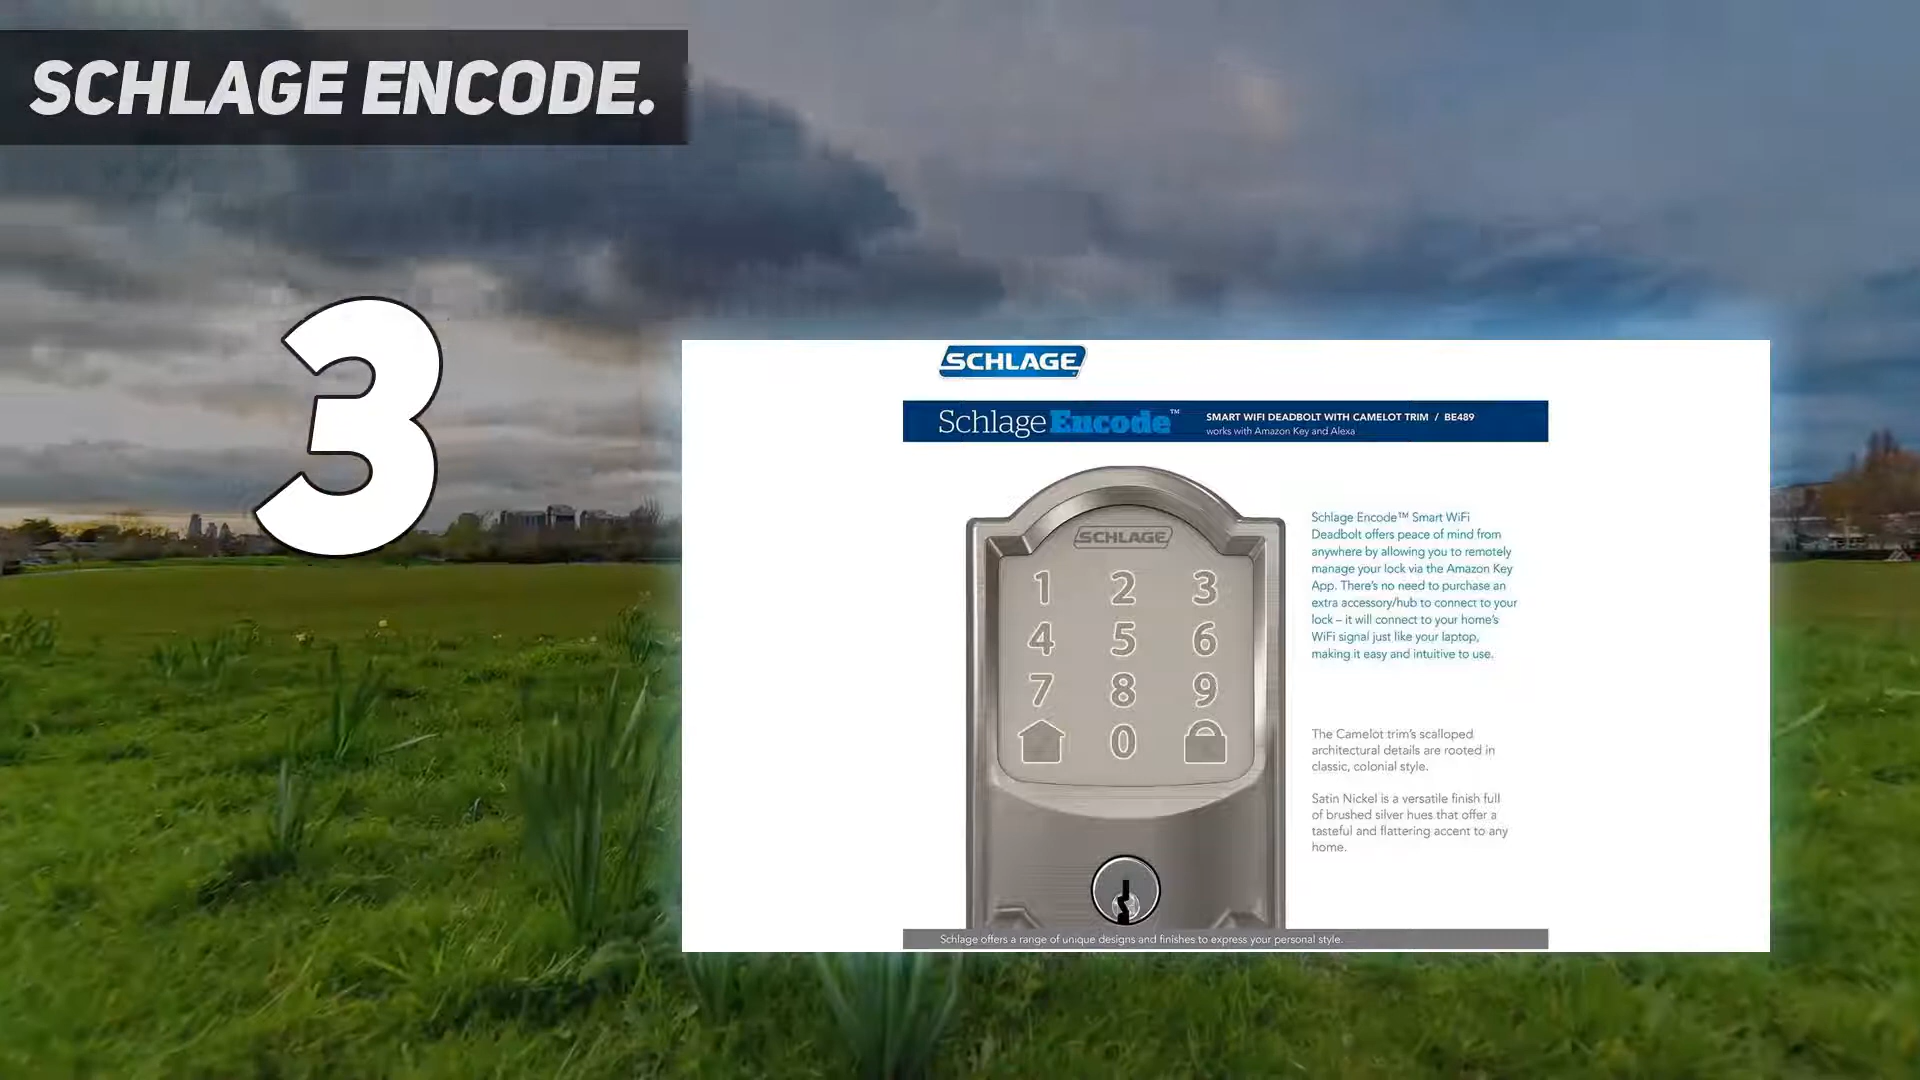 SCHLAGE ENCODE.
3
SCHLAGE
Schlage Encode™
SMART WIFI DEADBOLT WITH CAMELOT TRIM / BE489
works with Amazon Key and Alexa
SCHLAGE
1 2 3
4 5 6
7 8 9
0
Schlage Encode™ Smart WiFi
Deadbolt offers peace of mind from
anywhere by allowing you to remotely
manage your lock via the Amazon Key
App. There's no need to purchase an
extra accessory/hub to connect to your
lock – it will connect to your home's
WiFi signal just like your laptop,
making it easy and intuitive to use.
The Camelot trim's scalloped
architectural details are rooted in
classic, colonial style.
Satin Nickel is a versatile finish full
of brushed silver hues that offer a
tasteful and flattering accent to any
home.
Schlage offers a range of unique designs and finishes to express your personal style.